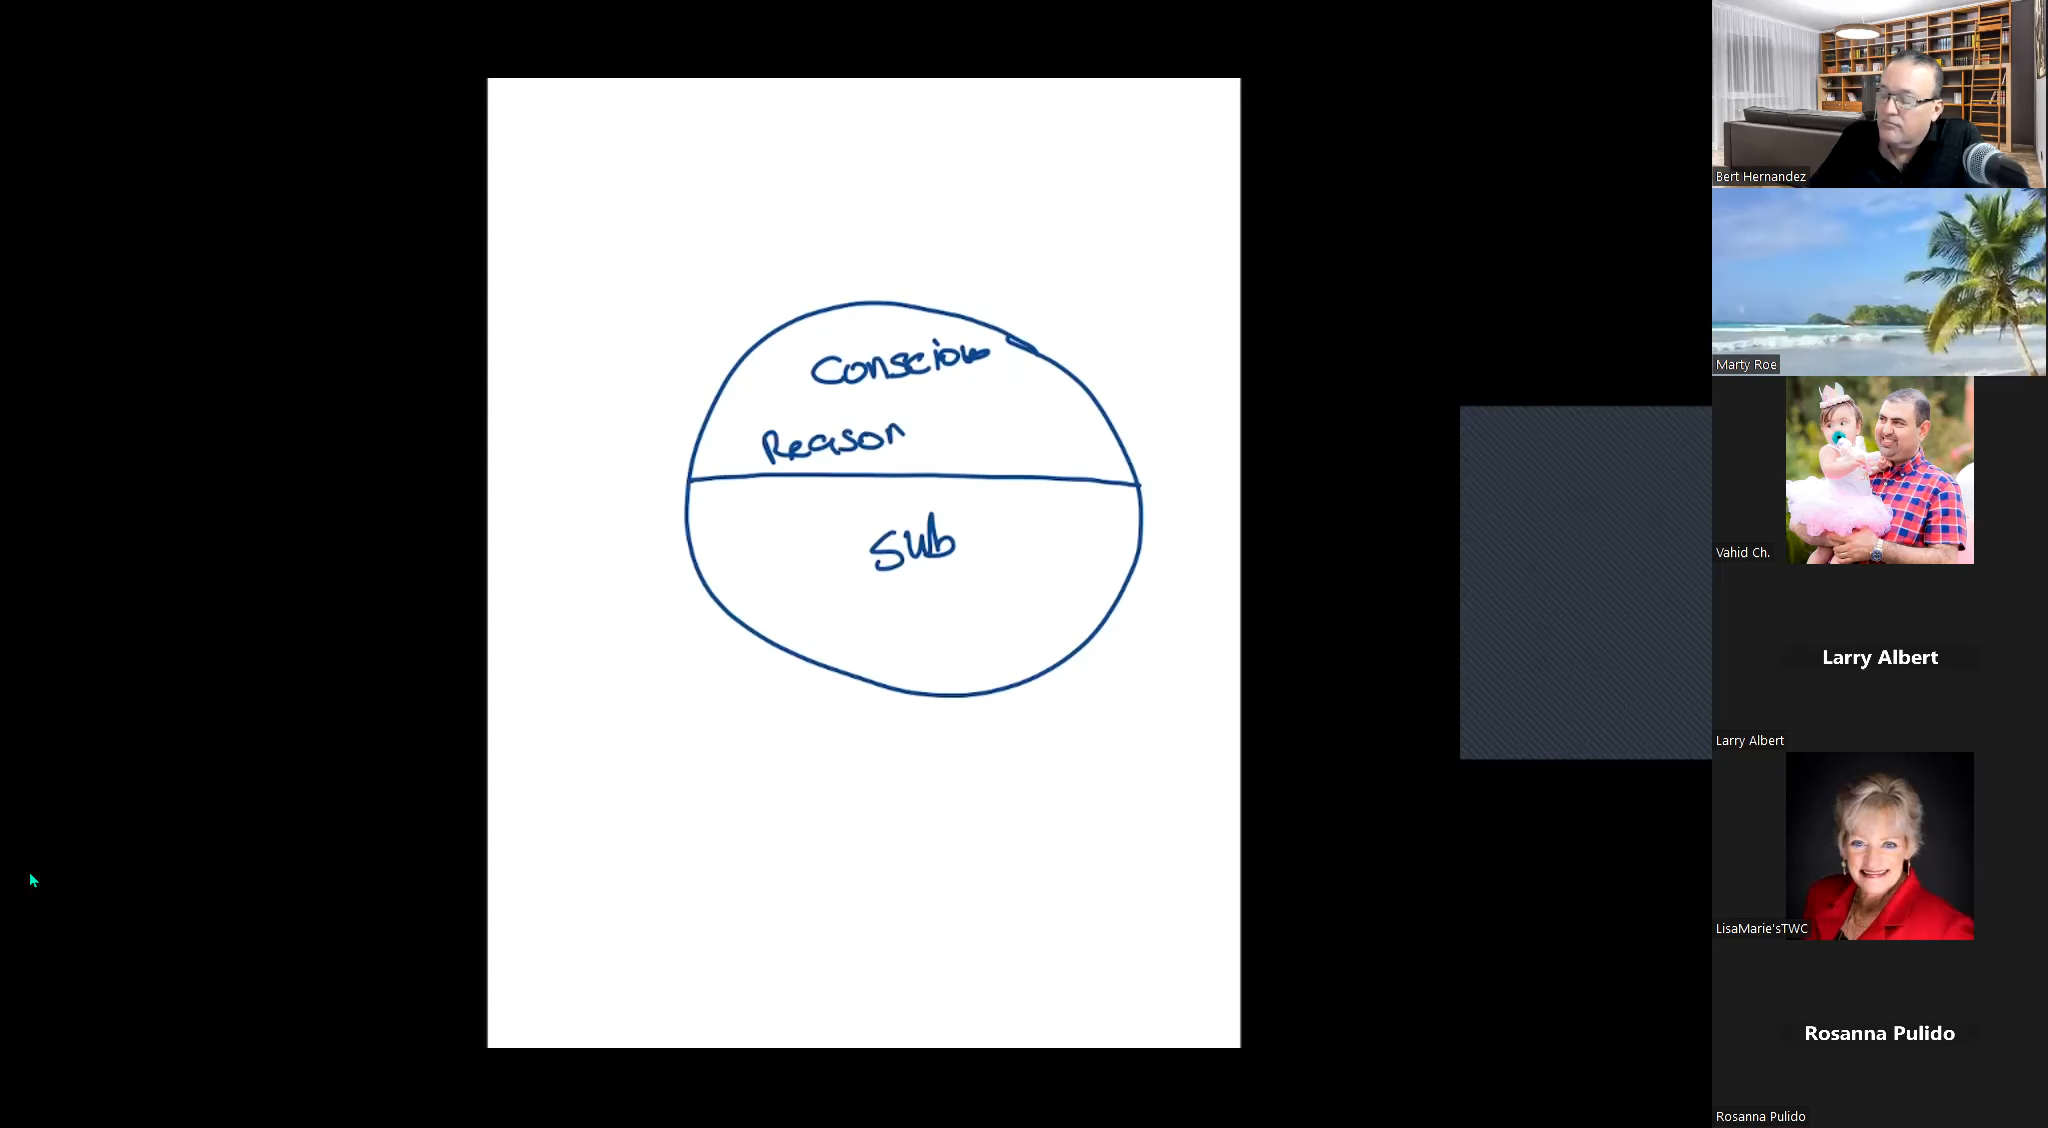 Conscious
Reason
Sub
Bert Hernandez
Marty Roe
Vahid Ch.
Larry Albert
Larry Albert
LisaMarie'sTWC
Rosanna Pulido
Rosanna Pulido